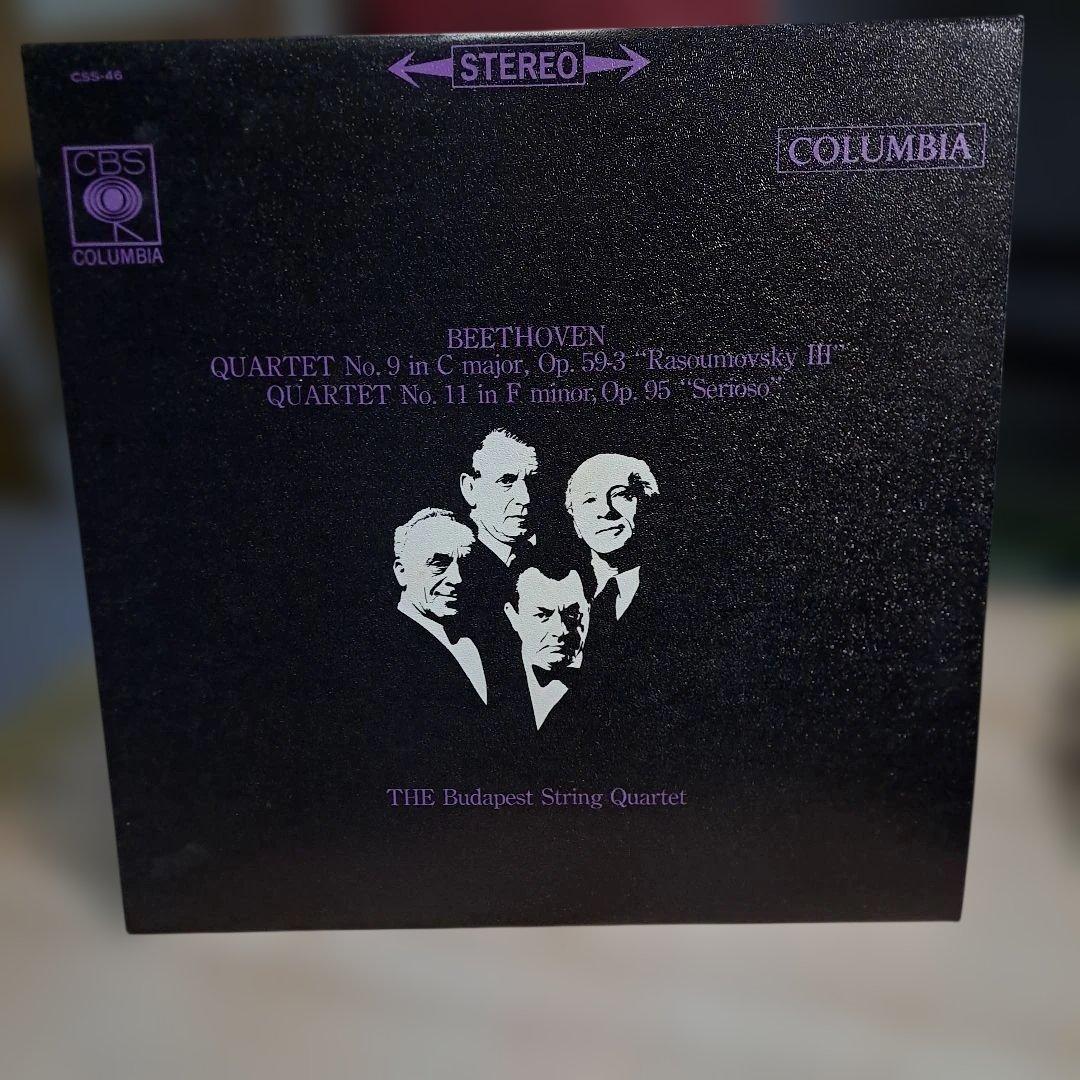 CSS-46
STEREO
COLUMBIA
CBS
COLUMBIA
BEETHOVEN
QUARTET No. 9 in C major, Op. 59-3 “Rasoumovsky III”
QUARTET No. 11 in F minor, Op. 95 “Serioso”
THE Budapest String Quartet